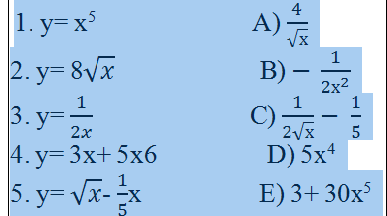 1. y= x⁵ A) 4/√x
2. y= 8√x B) − 1/2x²
3. y= 1/2x C) 1/2√x − 1/5
4. y= 3x+ 5x6 D) 5x⁴
5. y= √x- 1/5x E) 3+ 30x⁵